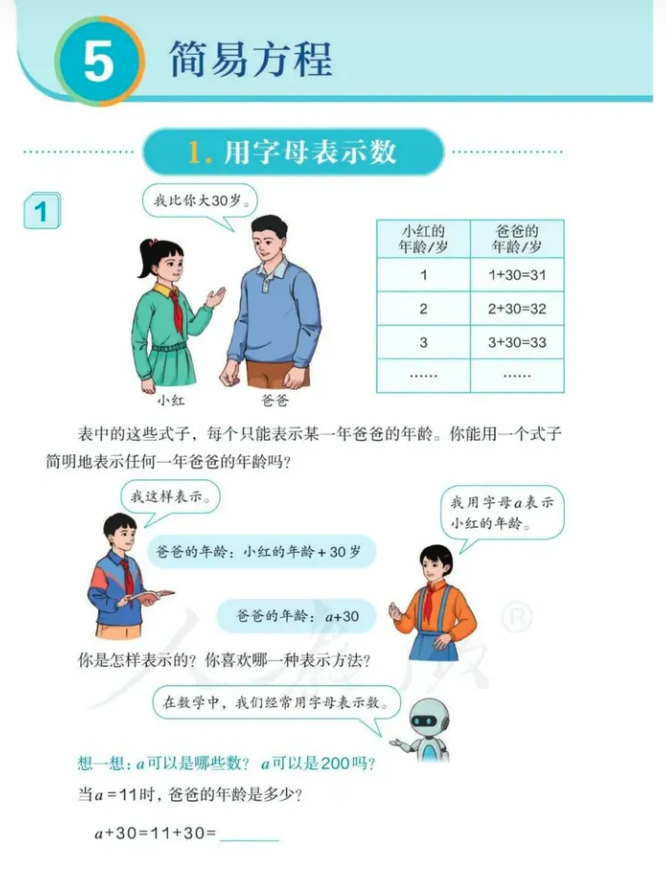 5 简易方程
1. 用字母表示数
1
我比你大30岁。
小红的年龄/岁 爸爸的年龄/岁
1 1+30=31
2 2+30=32
3 3+30=33
…… ……
小红 爸爸
表中的这些式子，每个只能表示某一年爸爸的年龄。你能用一个式子
简明地表示任何一年爸爸的年龄吗？
我这样表示。
爸爸的年龄：小红的年龄+30岁
我用字母a表示
小红的年龄。
爸爸的年龄：a+30
你是怎样表示的？你喜欢哪一种表示方法？
在数学中，我们经常用字母表示数。
想一想：a可以是哪些数？a可以是200吗？
当a=11时，爸爸的年龄是多少？
a+30=11+30=
人教版®